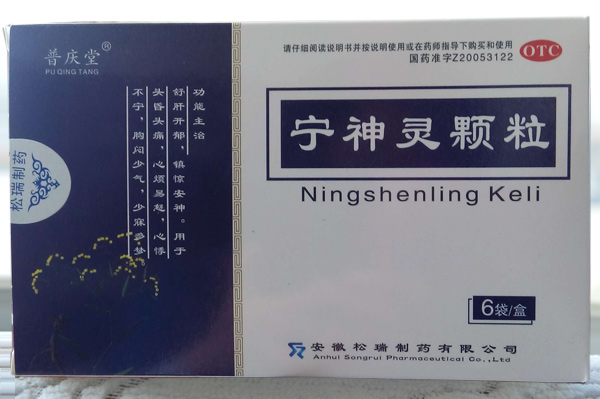 普庆堂®
PU QING TANG
松瑞制药
功能主治
舒肝开郁，镇惊安神。用于
头昏头痛，心烦易怒，心悸
不宁，胸闷少气，少寐多梦
请仔细阅读说明书并按说明使用或在药师指导下购买和使用
国药准字Z20053122
OTC
宁神灵颗粒
Ningshenling Keli
6袋/盒
安徽松瑞制药有限公司
Anhui Songrui Pharmaceutical Co.,Ltd